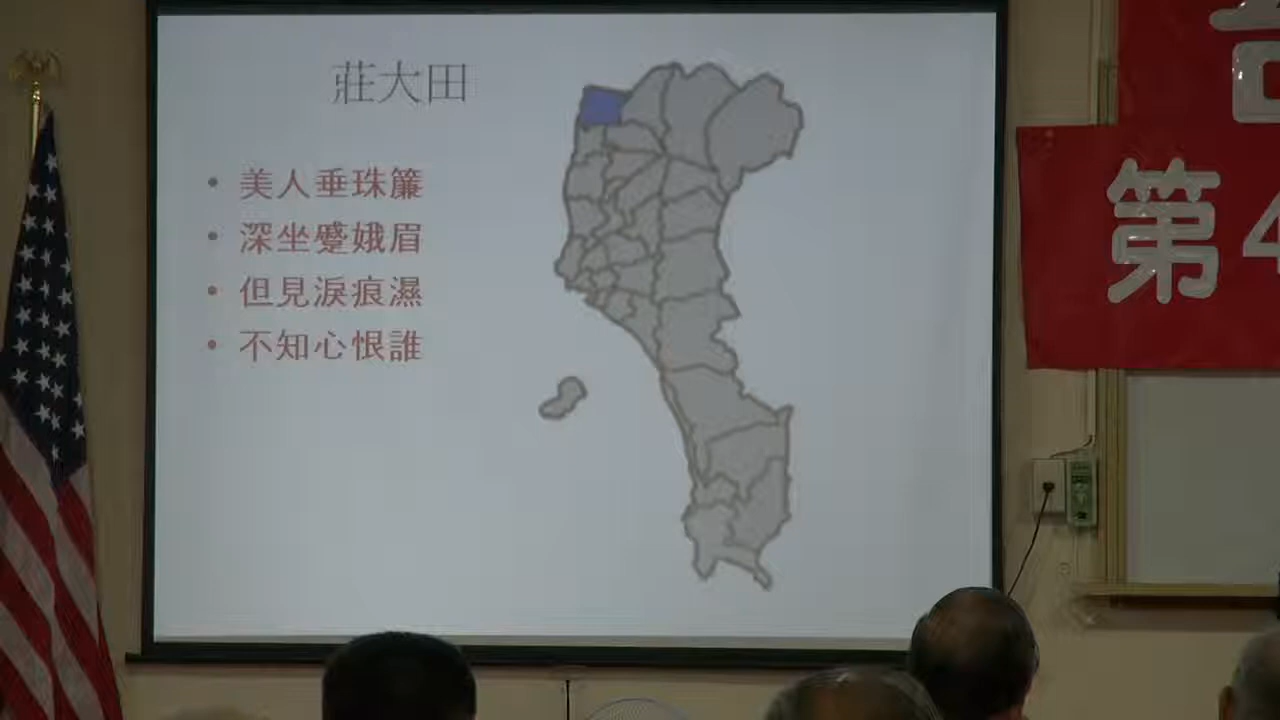 莊大田
美人垂珠簾
深坐蹙娥眉
但見淚痕濕
不知心恨誰
第4